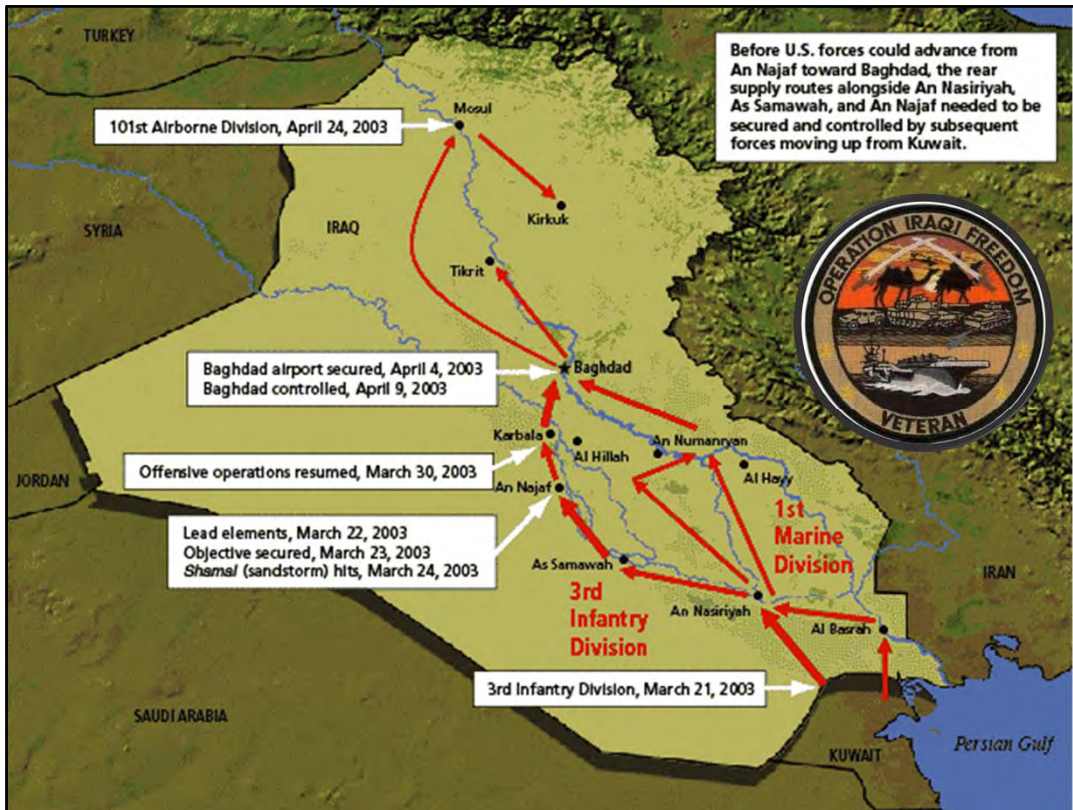 TURKEY
Before U.S. forces could advance from
An Najaf toward Baghdad, the rear
supply routes alongside An Nasiriyah,
As Samawah, and An Najaf needed to be
secured and controlled by subsequent
forces moving up from Kuwait.
Mosul
101st Airborne Division, April 24, 2003
Kirkuk
SYRIA
IRAQ
OPERATION IRAQI FREEDOM
VETERAN
Tikrit
Baghdad airport secured, April 4, 2003
Baghdad controlled, April 9, 2003
Baghdad
Karbala
Al Hillah
An Numanryan
Al Hayy
Offensive operations resumed, March 30, 2003
JORDAN
An Najaf
Lead elements, March 22, 2003
Objective secured, March 23, 2003
Shamal (sandstorm) hits, March 24, 2003
1st
Marine
Division
As Samawah
3rd
Infantry
Division
An Nasiriyah
Al Basrah
IRAN
3rd Infantry Division, March 21, 2003
SAUDI ARABIA
KUWAIT
Persian Gulf